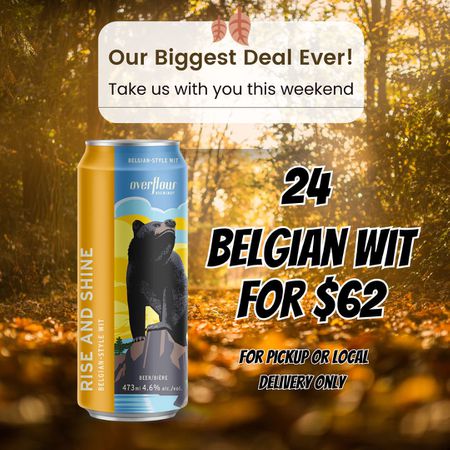 Our Biggest Deal Ever!
Take us with you this weekend
BELGIAN-STYLE WIT
overflow
BREWING
RISE AND SHINE
BELGIAN-STYLE WIT
BEER/BIÈRE
473ml 4.6% alc./vol.
24
BELGIAN WIT
FOR $62
FOR PICKUP OR LOCAL
DELIVERY ONLY